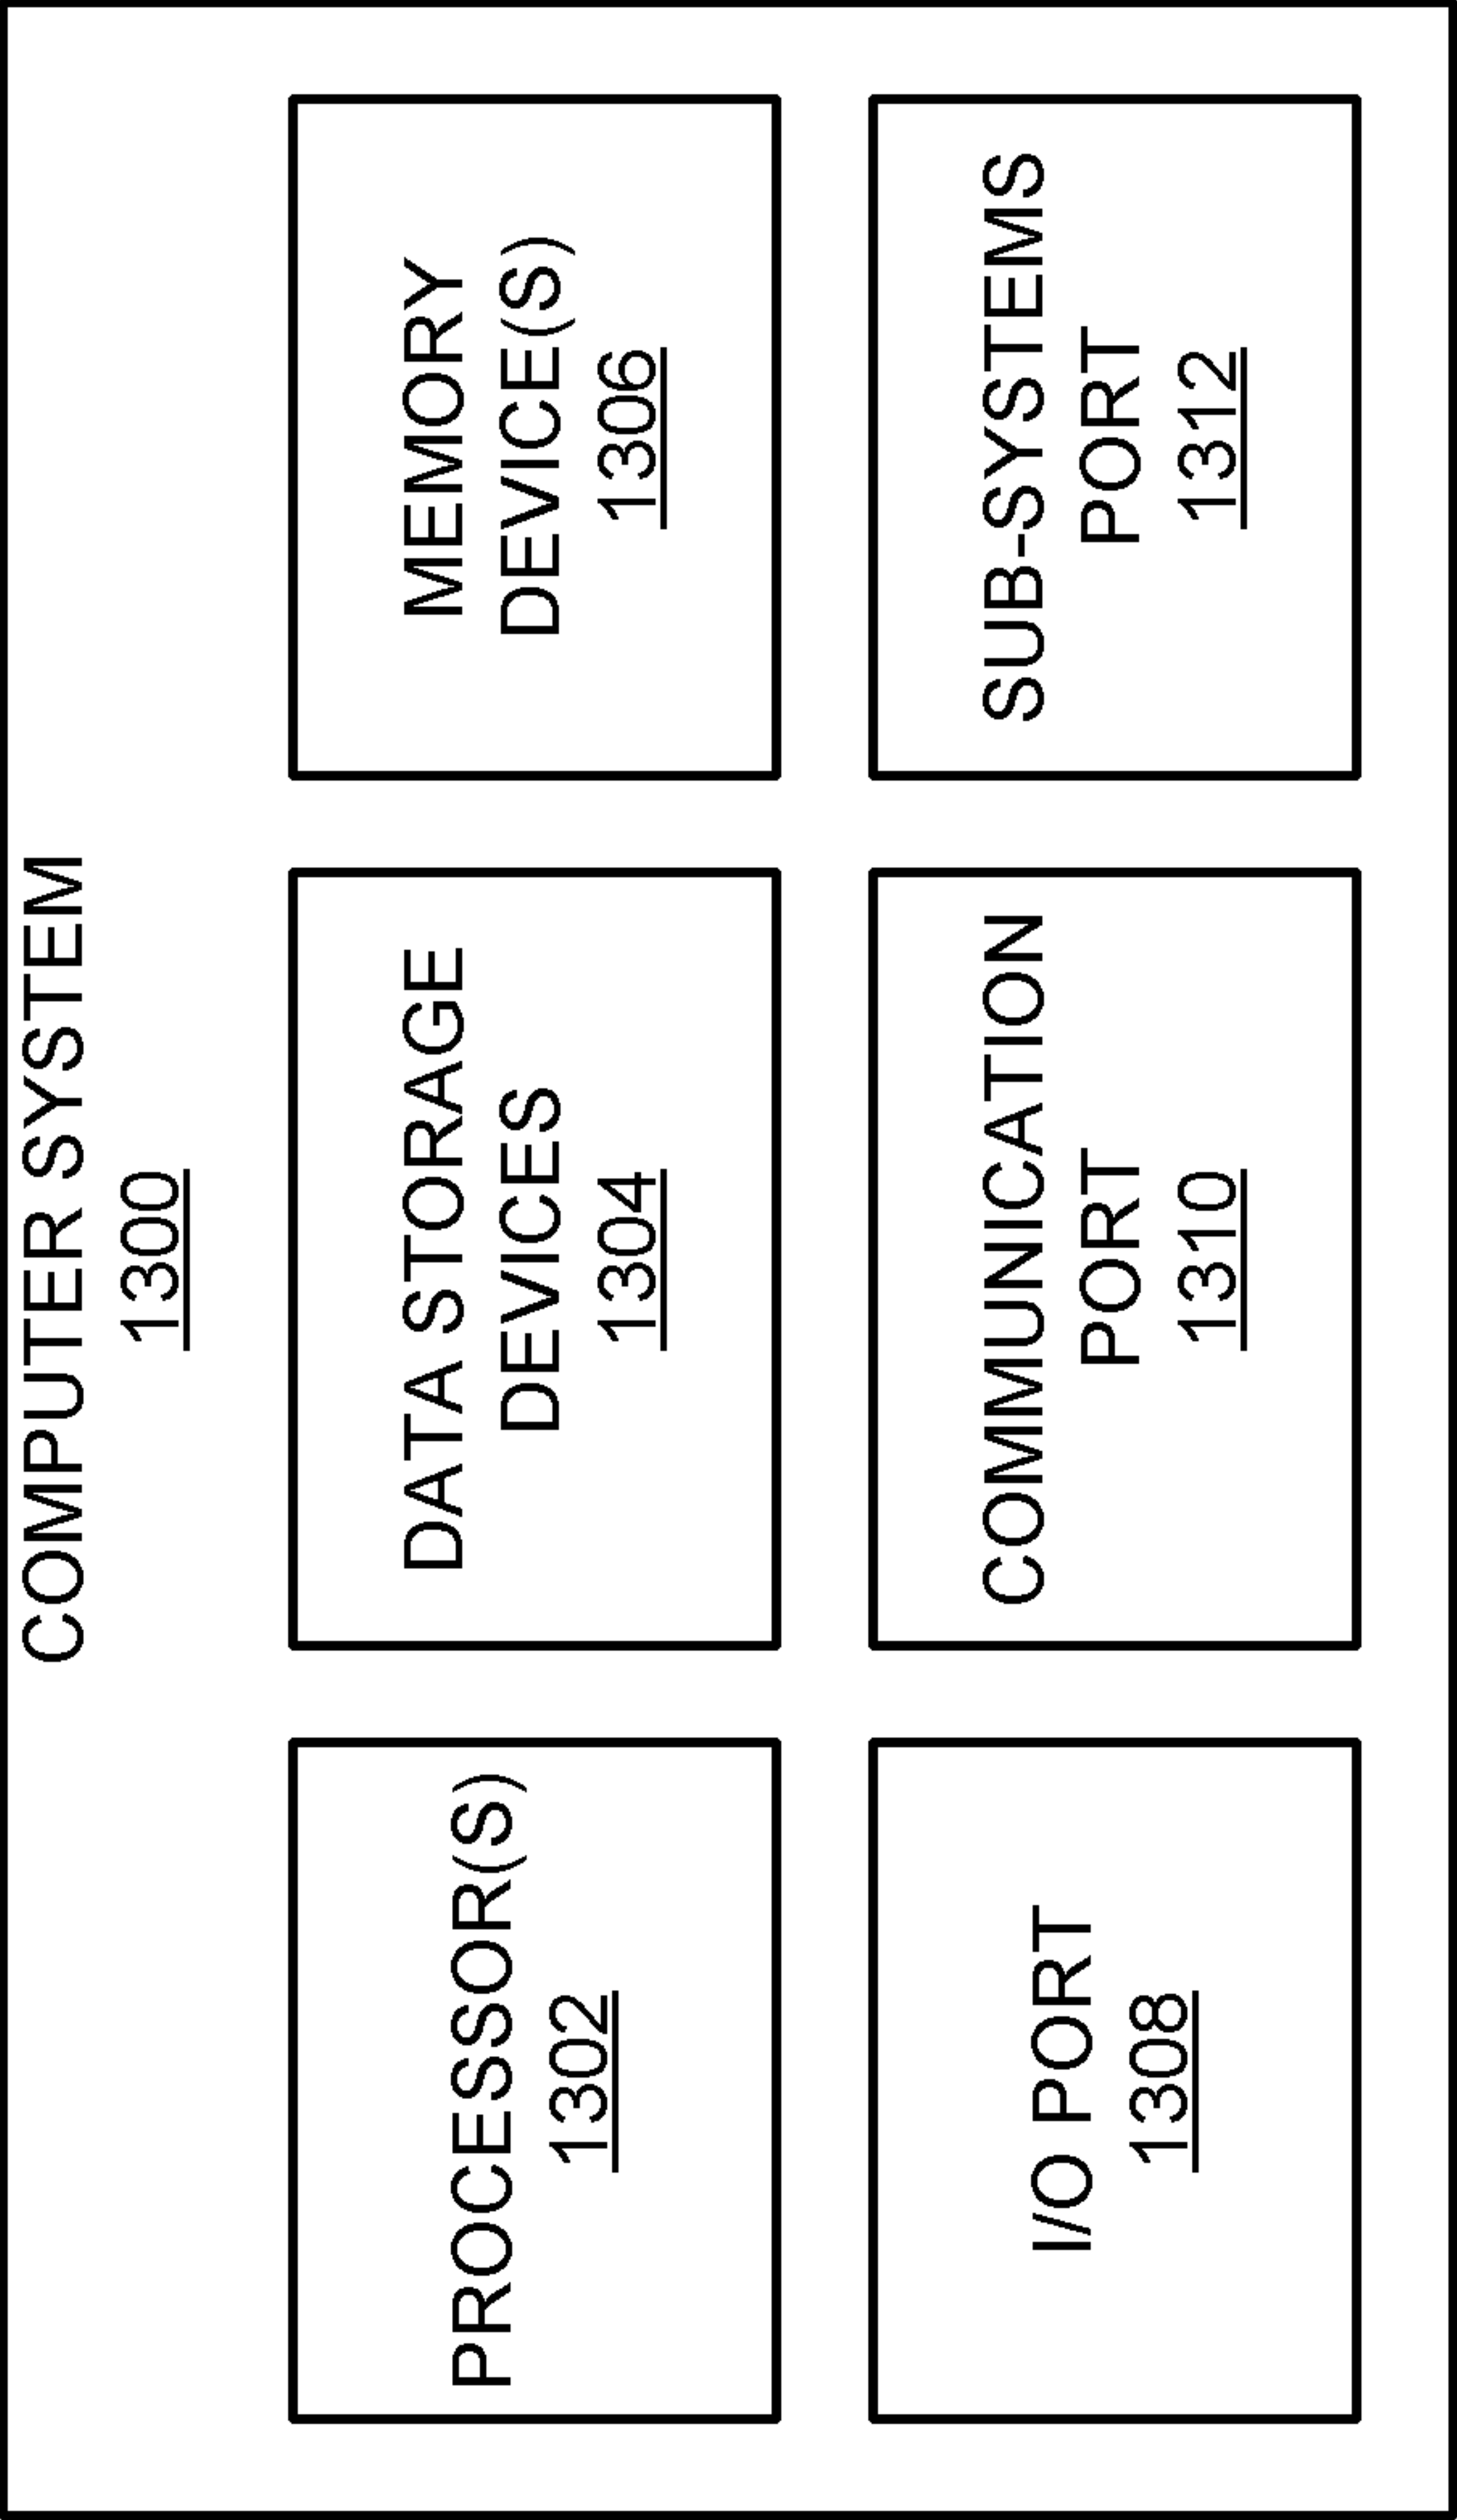 COMPUTER SYSTEM
1300
PROCESSOR(S)
1302
DATA STORAGE
DEVICES
1304
MEMORY
DEVICE(S)
1306
I/O PORT
1308
COMMUNICATION
PORT
1310
SUB-SYSTEMS
PORT
1312